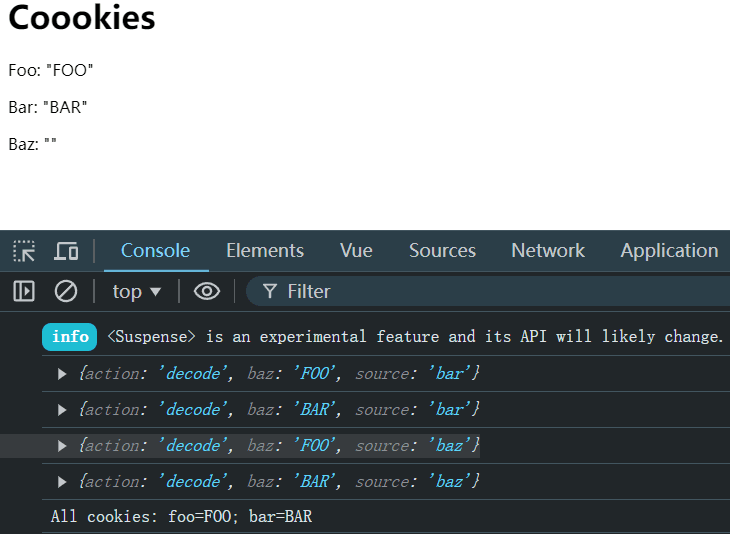 Coookies
Foo: "FOO"
Bar: "BAR"
Baz: ""
Console Elements Vue Sources Network Application
top ▼ Filter
info <Suspense> is an experimental feature and its API will likely change.
▶ {action: 'decode', baz: 'FOO', source: 'bar'}
▶ {action: 'decode', baz: 'BAR', source: 'bar'}
▶ {action: 'decode', baz: 'FOO', source: 'baz'}
▶ {action: 'decode', baz: 'BAR', source: 'baz'}
All cookies: foo=FOO; bar=BAR